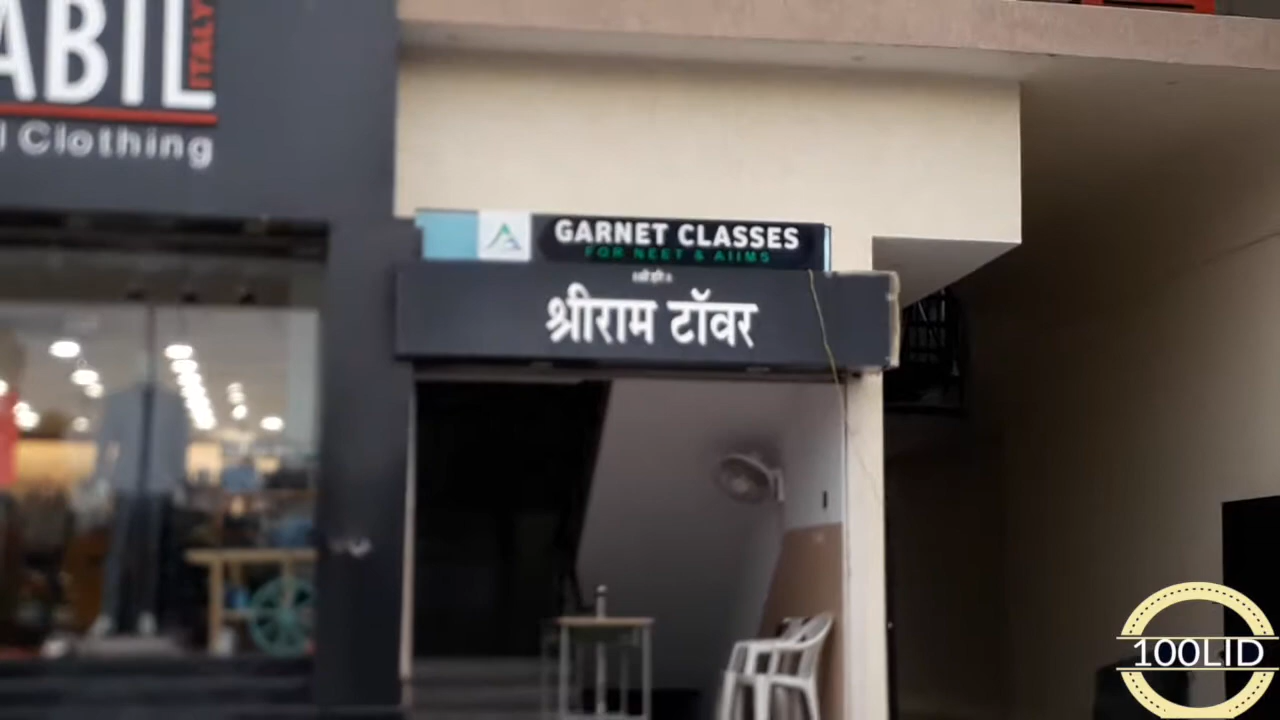 ABIL
ITALY
l Clothing
GARNET CLASSES
FOR NEET & AIIMS
श्रीराम टॉवर
100LID